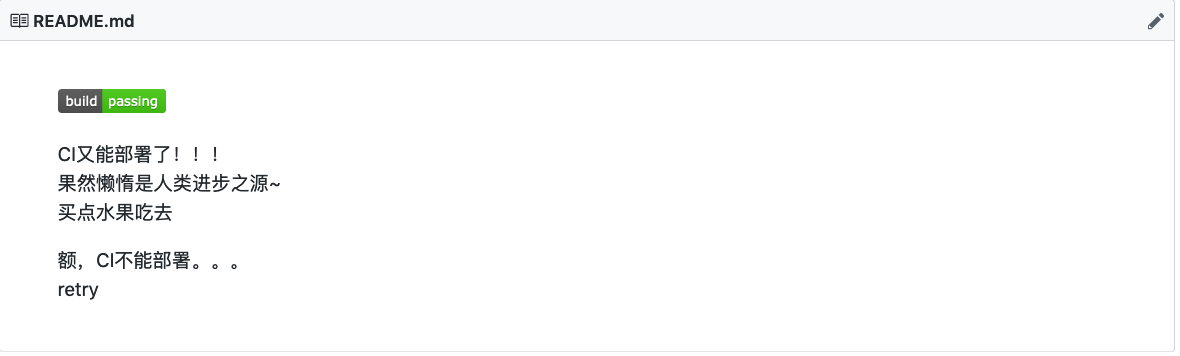 README.md
build passing
CI又能部署了！！！
果然懒惰是人类进步之源~
买点水果吃去
额，CI不能部署。。。
retry